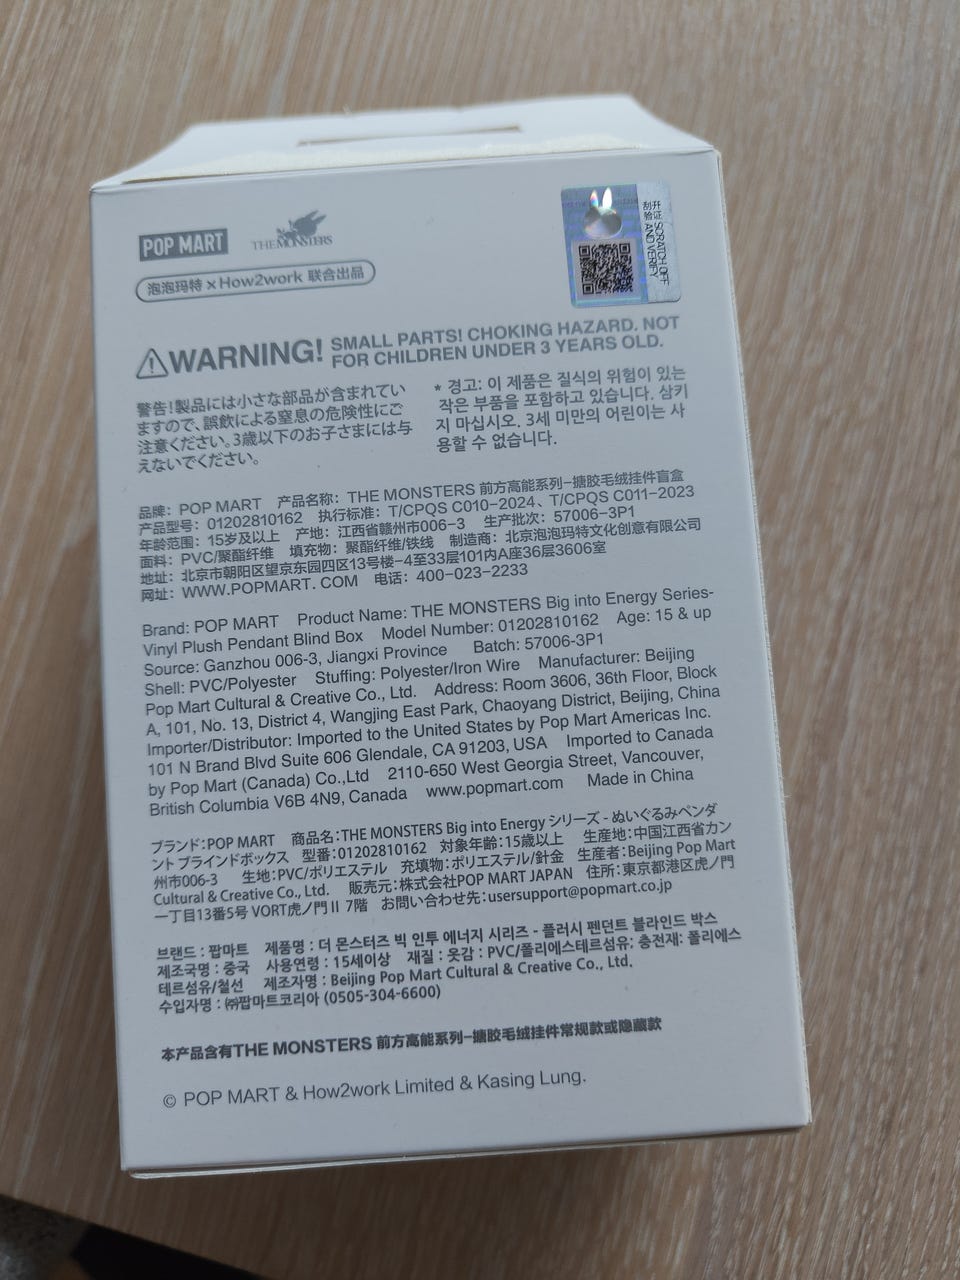 POP MART
THE MONSTERS
泡泡玛特 × How2work 联合出品
刮开
验证 SCRATCH OFF
AND VERIFY
WARNING! SMALL PARTS! CHOKING HAZARD. NOT
FOR CHILDREN UNDER 3 YEARS OLD.
警告!製品には小さな部品が含まれてい
ますので、誤飲による窒息の危険性にご
注意ください。3歳以下のお子さまには与
えないでください。
* 경고: 이 제품은 질식의 위험이 있는
작은 부품을 포함하고 있습니다. 삼키
지 마십시오. 3세 미만의 어린이는 사
용할 수 없습니다.
品牌: POP MART 产品名称: THE MONSTERS 前方高能系列-搪胶毛绒挂件盲盒
产品型号: 01202810162 执行标准: T/CPQS C010-2024、T/CPQS C011-2023
年龄范围: 15岁及以上 产地: 江西省赣州市006-3 生产批次: 57006-3P1
面料: PVC/聚酯纤维 填充物: 聚酯纤维/铁线 制造商: 北京泡泡玛特文化创意有限公司
地址: 北京市朝阳区望京东园四区13号楼-4至33层101内A座36层3606室
网址: WWW.POPMART.COM 电话: 400-023-2233
Brand: POP MART Product Name: THE MONSTERS Big into Energy Series-
Vinyl Plush Pendant Blind Box Model Number: 01202810162 Age: 15 & up
Source: Ganzhou 006-3, Jiangxi Province Batch: 57006-3P1
Shell: PVC/Polyester Stuffing: Polyester/Iron Wire Manufacturer: Beijing
Pop Mart Cultural & Creative Co., Ltd. Address: Room 3606, 36th Floor, Block
A, 101, No. 13, District 4, Wangjing East Park, Chaoyang District, Beijing, China
Importer/Distributor: Imported to the United States by Pop Mart Americas Inc.
101 N Brand Blvd Suite 606 Glendale, CA 91203, USA Imported to Canada
by Pop Mart (Canada) Co.,Ltd 2110-650 West Georgia Street, Vancouver,
British Columbia V6B 4N9, Canada www.popmart.com Made in China
ブランド:POP MART 商品名:THE MONSTERS Big into Energy シリーズ - ぬいぐるみペンダ
ント ブラインドボックス 型番:01202810162 対象年齢:15歳以上 生産地:中国江西省カン
州市006-3 生地:PVC/ポリエステル 充填物:ポリエステル/針金 生産者:Beijing Pop Mart
Cultural & Creative Co., Ltd. 販売元:株式会社POP MART JAPAN 住所:東京都港区虎ノ門
一丁目13番5号 VORT虎ノ門 II 7階 お問い合わせ先:usersupport@popmart.co.jp
브랜드 : 팝마트 제품명 : 더 몬스터즈 빅 인투 에너지 시리즈 - 플러시 펜던트 블라인드 박스
제조국명 : 중국 사용연령 : 15세이상 재질 : 옷감 : PVC/폴리에스테르섬유; 충전재: 폴리에스
테르섬유/철선 제조자명 : Beijing Pop Mart Cultural & Creative Co., Ltd.
수입자명 : ㈜팝마트코리아 (0505-304-6600)
本产品含有THE MONSTERS 前方高能系列-搪胶毛绒挂件常规款或隐藏款
© POP MART & How2work Limited & Kasing Lung.